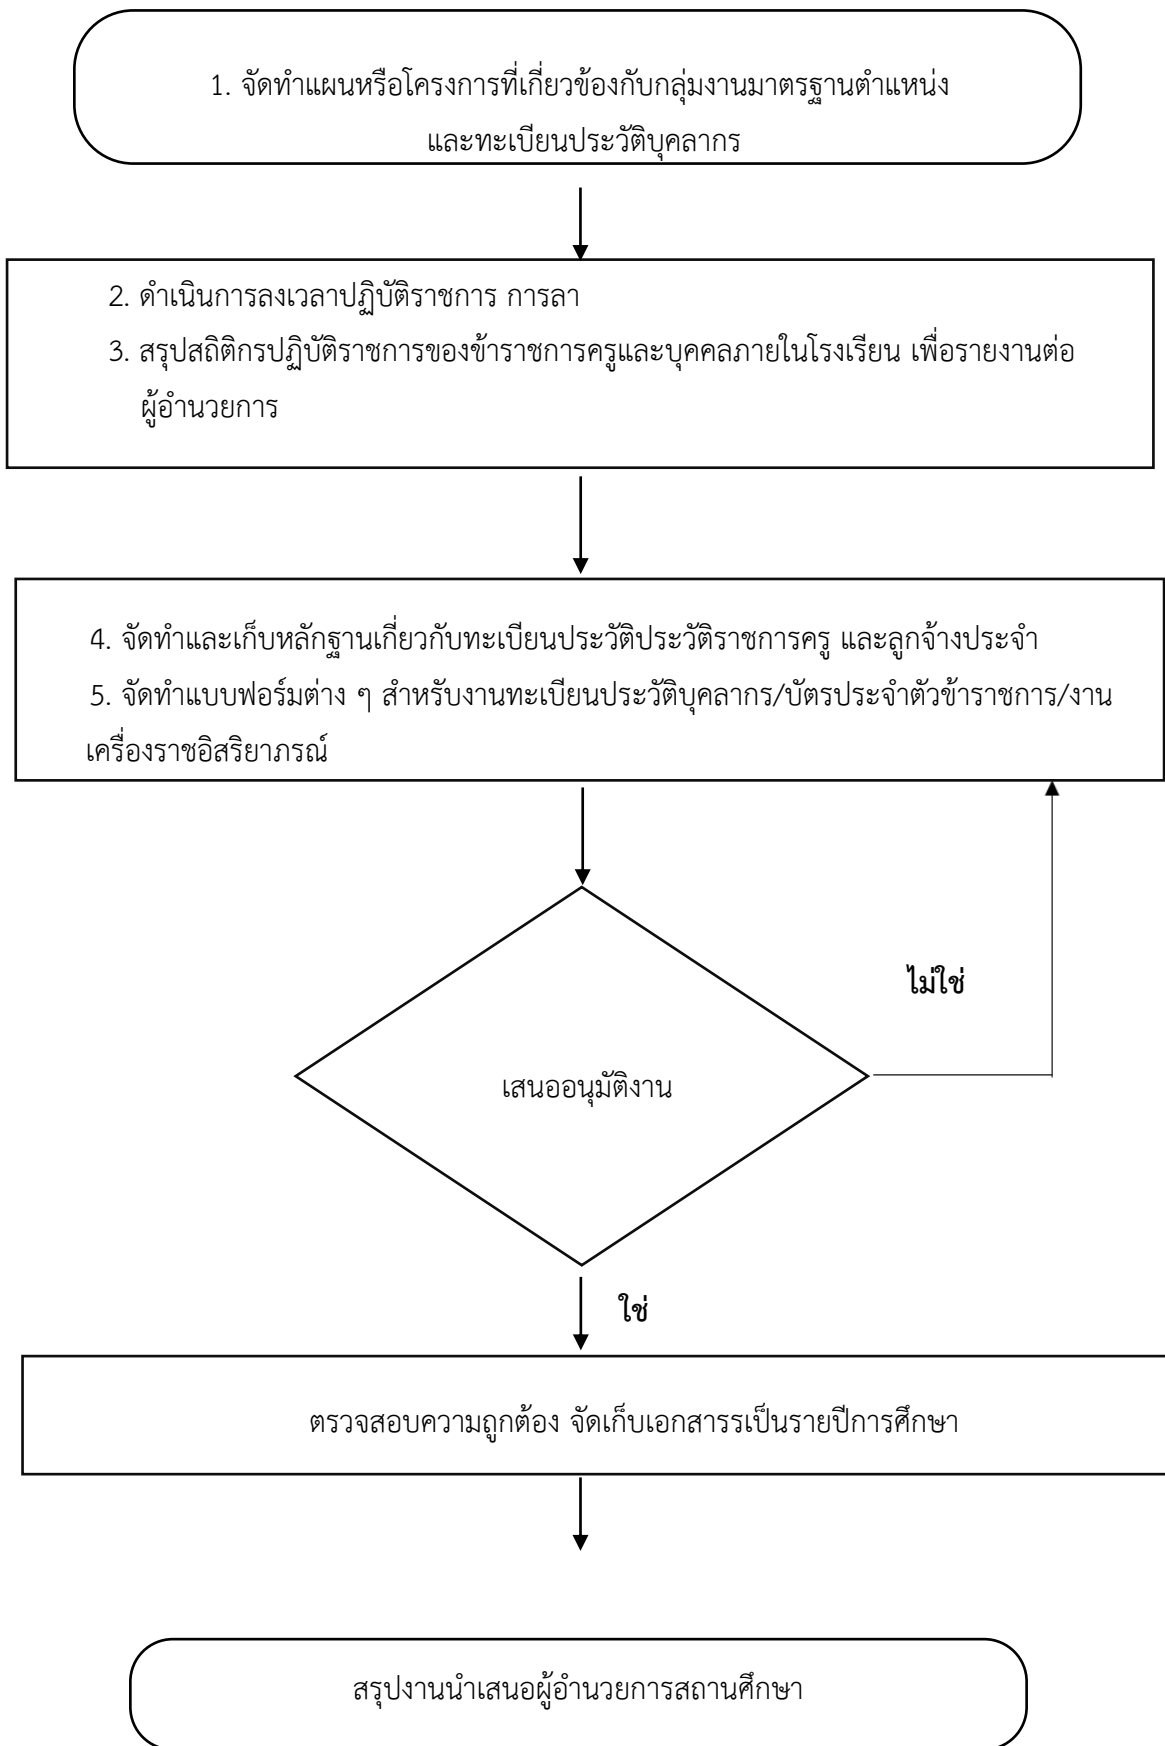 1. จัดทำแผนหรือโครงการที่เกี่ยวข้องกับกลุ่มงานมาตรฐานตำแหน่ง
และทะเบียนประวัติบุคลากร
2. ดำเนินการลงเวลาปฏิบัติราชการ การลา
3. สรุปสถิติกรปฏิบัติราชการของข้าราชการครูและบุคคลภายในโรงเรียน เพื่อรายงานต่อ
ผู้อำนวยการ
4. จัดทำและเก็บหลักฐานเกี่ยวกับทะเบียนประวัติประวัติราชการครู และลูกจ้างประจำ
5. จัดทำแบบฟอร์มต่าง ๆ สำหรับงานทะเบียนประวัติบุคลากร/บัตรประจำตัวข้าราชการ/งาน
เครื่องราชอิสริยาภรณ์
ไม่ใช่
เสนออนุมัติงาน
ใช่
ตรวจสอบความถูกต้อง จัดเก็บเอกสารรเป็นรายปีการศึกษา
สรุปงานนำเสนอผู้อำนวยการสถานศึกษา